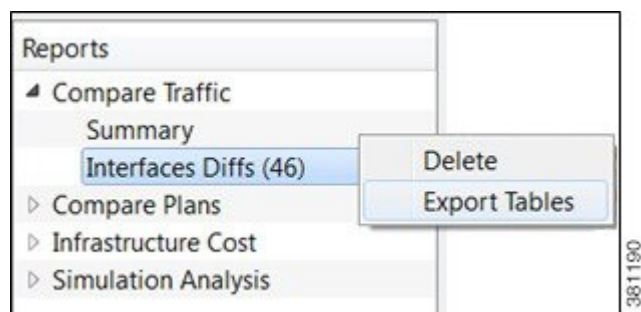 Reports
Compare Traffic
Summary
Interfaces Diffs (46)
Delete
Export Tables
Compare Plans
Infrastructure Cost
Simulation Analysis
381190